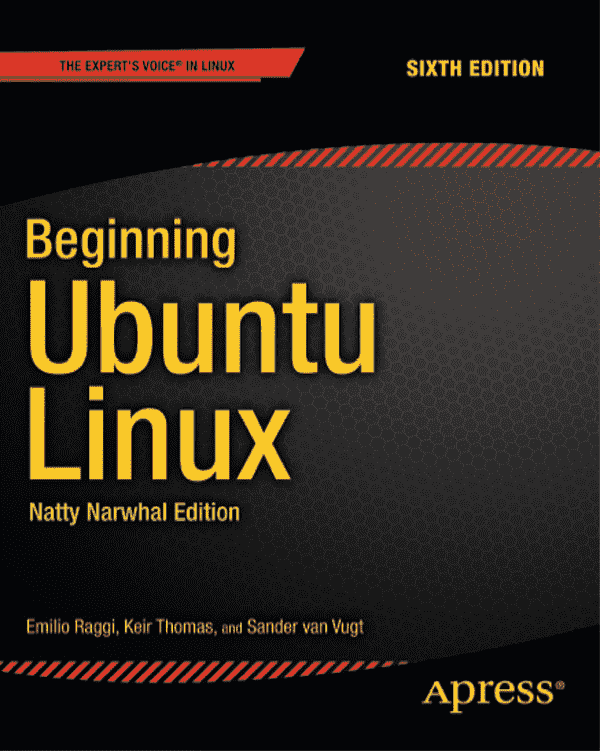 THE EXPERT'S VOICE® IN LINUX
SIXTH EDITION
Beginning
Ubuntu
Linux
Natty Narwhal Edition
Emilio Raggi, Keir Thomas, and Sander van Vugt
Apress®